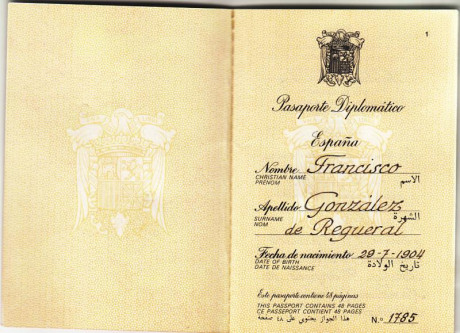 1
Pasaporte Diplomático
España
Nombre Francisco
CHRISTIAN NAME
PRENOM الاسم
Apellido González
SURNAME
NOM de Regueral الشهرة
Fecha de nacimiento 29-7-1904
DATE OF BIRTH
DATE DE NAISSANCE تاريخ الولادة
Este pasaporte contiene 48 páginas
THIS PASSPORT CONTAINS 48 PAGES
CE PASSEPORT CONTIENT 48 PAGES
هذا الجواز يحتوي على ٤٨ صفحة N.º 1785